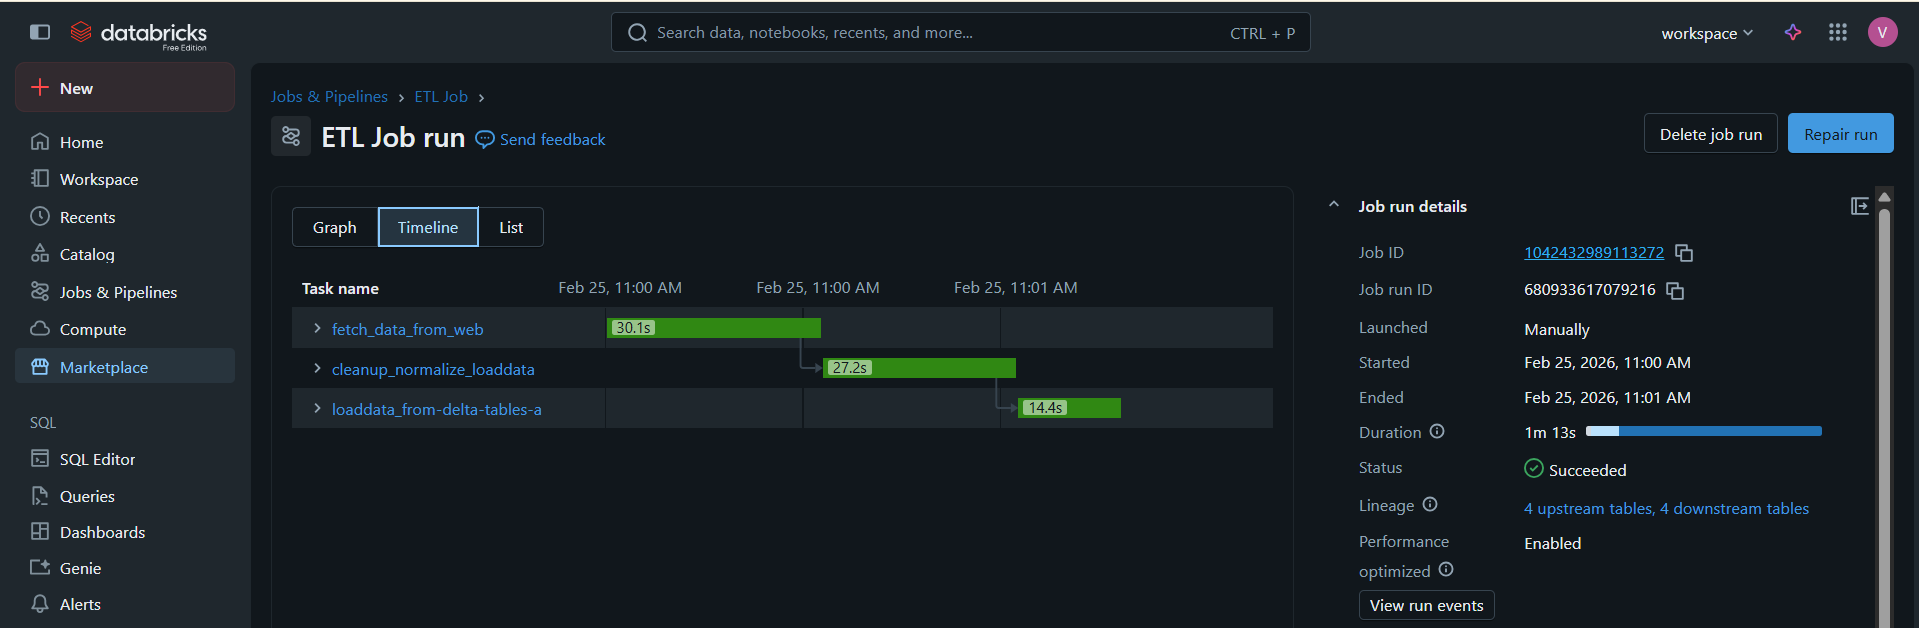 databricks
Free Edition
Search data, notebooks, recents, and more...
CTRL + P
workspace
V
New
Home
Workspace
Recents
Catalog
Jobs & Pipelines
Compute
Marketplace
SQL
SQL Editor
Queries
Dashboards
Genie
Alerts
Jobs & Pipelines > ETL Job >
ETL Job run
Send feedback
Delete job run
Repair run
Graph
Timeline
List
Task name
Feb 25, 11:00 AM
Feb 25, 11:00 AM
Feb 25, 11:01 AM
fetch_data_from_web
30.1s
cleanup_normalize_loaddata
27.2s
loaddata_from-delta-tables-a
14.4s
Job run details
Job ID
1042432989113272
Job run ID
680933617079216
Launched
Manually
Started
Feb 25, 2026, 11:00 AM
Ended
Feb 25, 2026, 11:01 AM
Duration
1m 13s
Status
Succeeded
Lineage
4 upstream tables, 4 downstream tables
Performance
optimized
Enabled
View run events